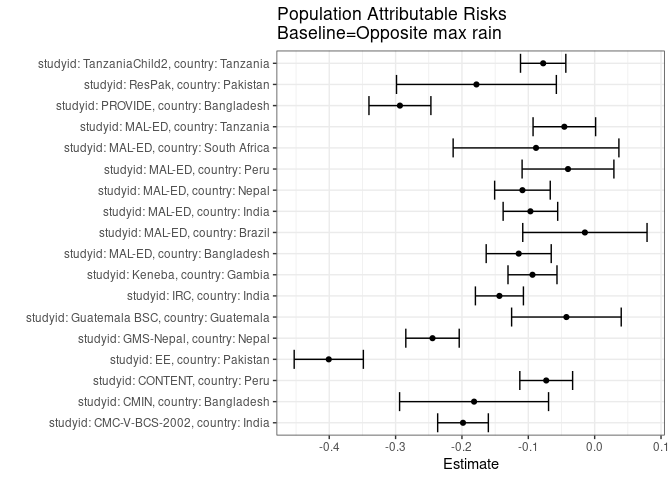 Population Attributable Risks
Baseline=Opposite max rain
studyid: TanzaniaChild2, country: Tanzania
studyid: ResPak, country: Pakistan
studyid: PROVIDE, country: Bangladesh
studyid: MAL-ED, country: Tanzania
studyid: MAL-ED, country: South Africa
studyid: MAL-ED, country: Peru
studyid: MAL-ED, country: Nepal
studyid: MAL-ED, country: India
studyid: MAL-ED, country: Brazil
studyid: MAL-ED, country: Bangladesh
studyid: Keneba, country: Gambia
studyid: IRC, country: India
studyid: Guatemala BSC, country: Guatemala
studyid: GMS-Nepal, country: Nepal
studyid: EE, country: Pakistan
studyid: CONTENT, country: Peru
studyid: CMIN, country: Bangladesh
studyid: CMC-V-BCS-2002, country: India
-0.4 -0.3 -0.2 -0.1 0.0 0.1
Estimate